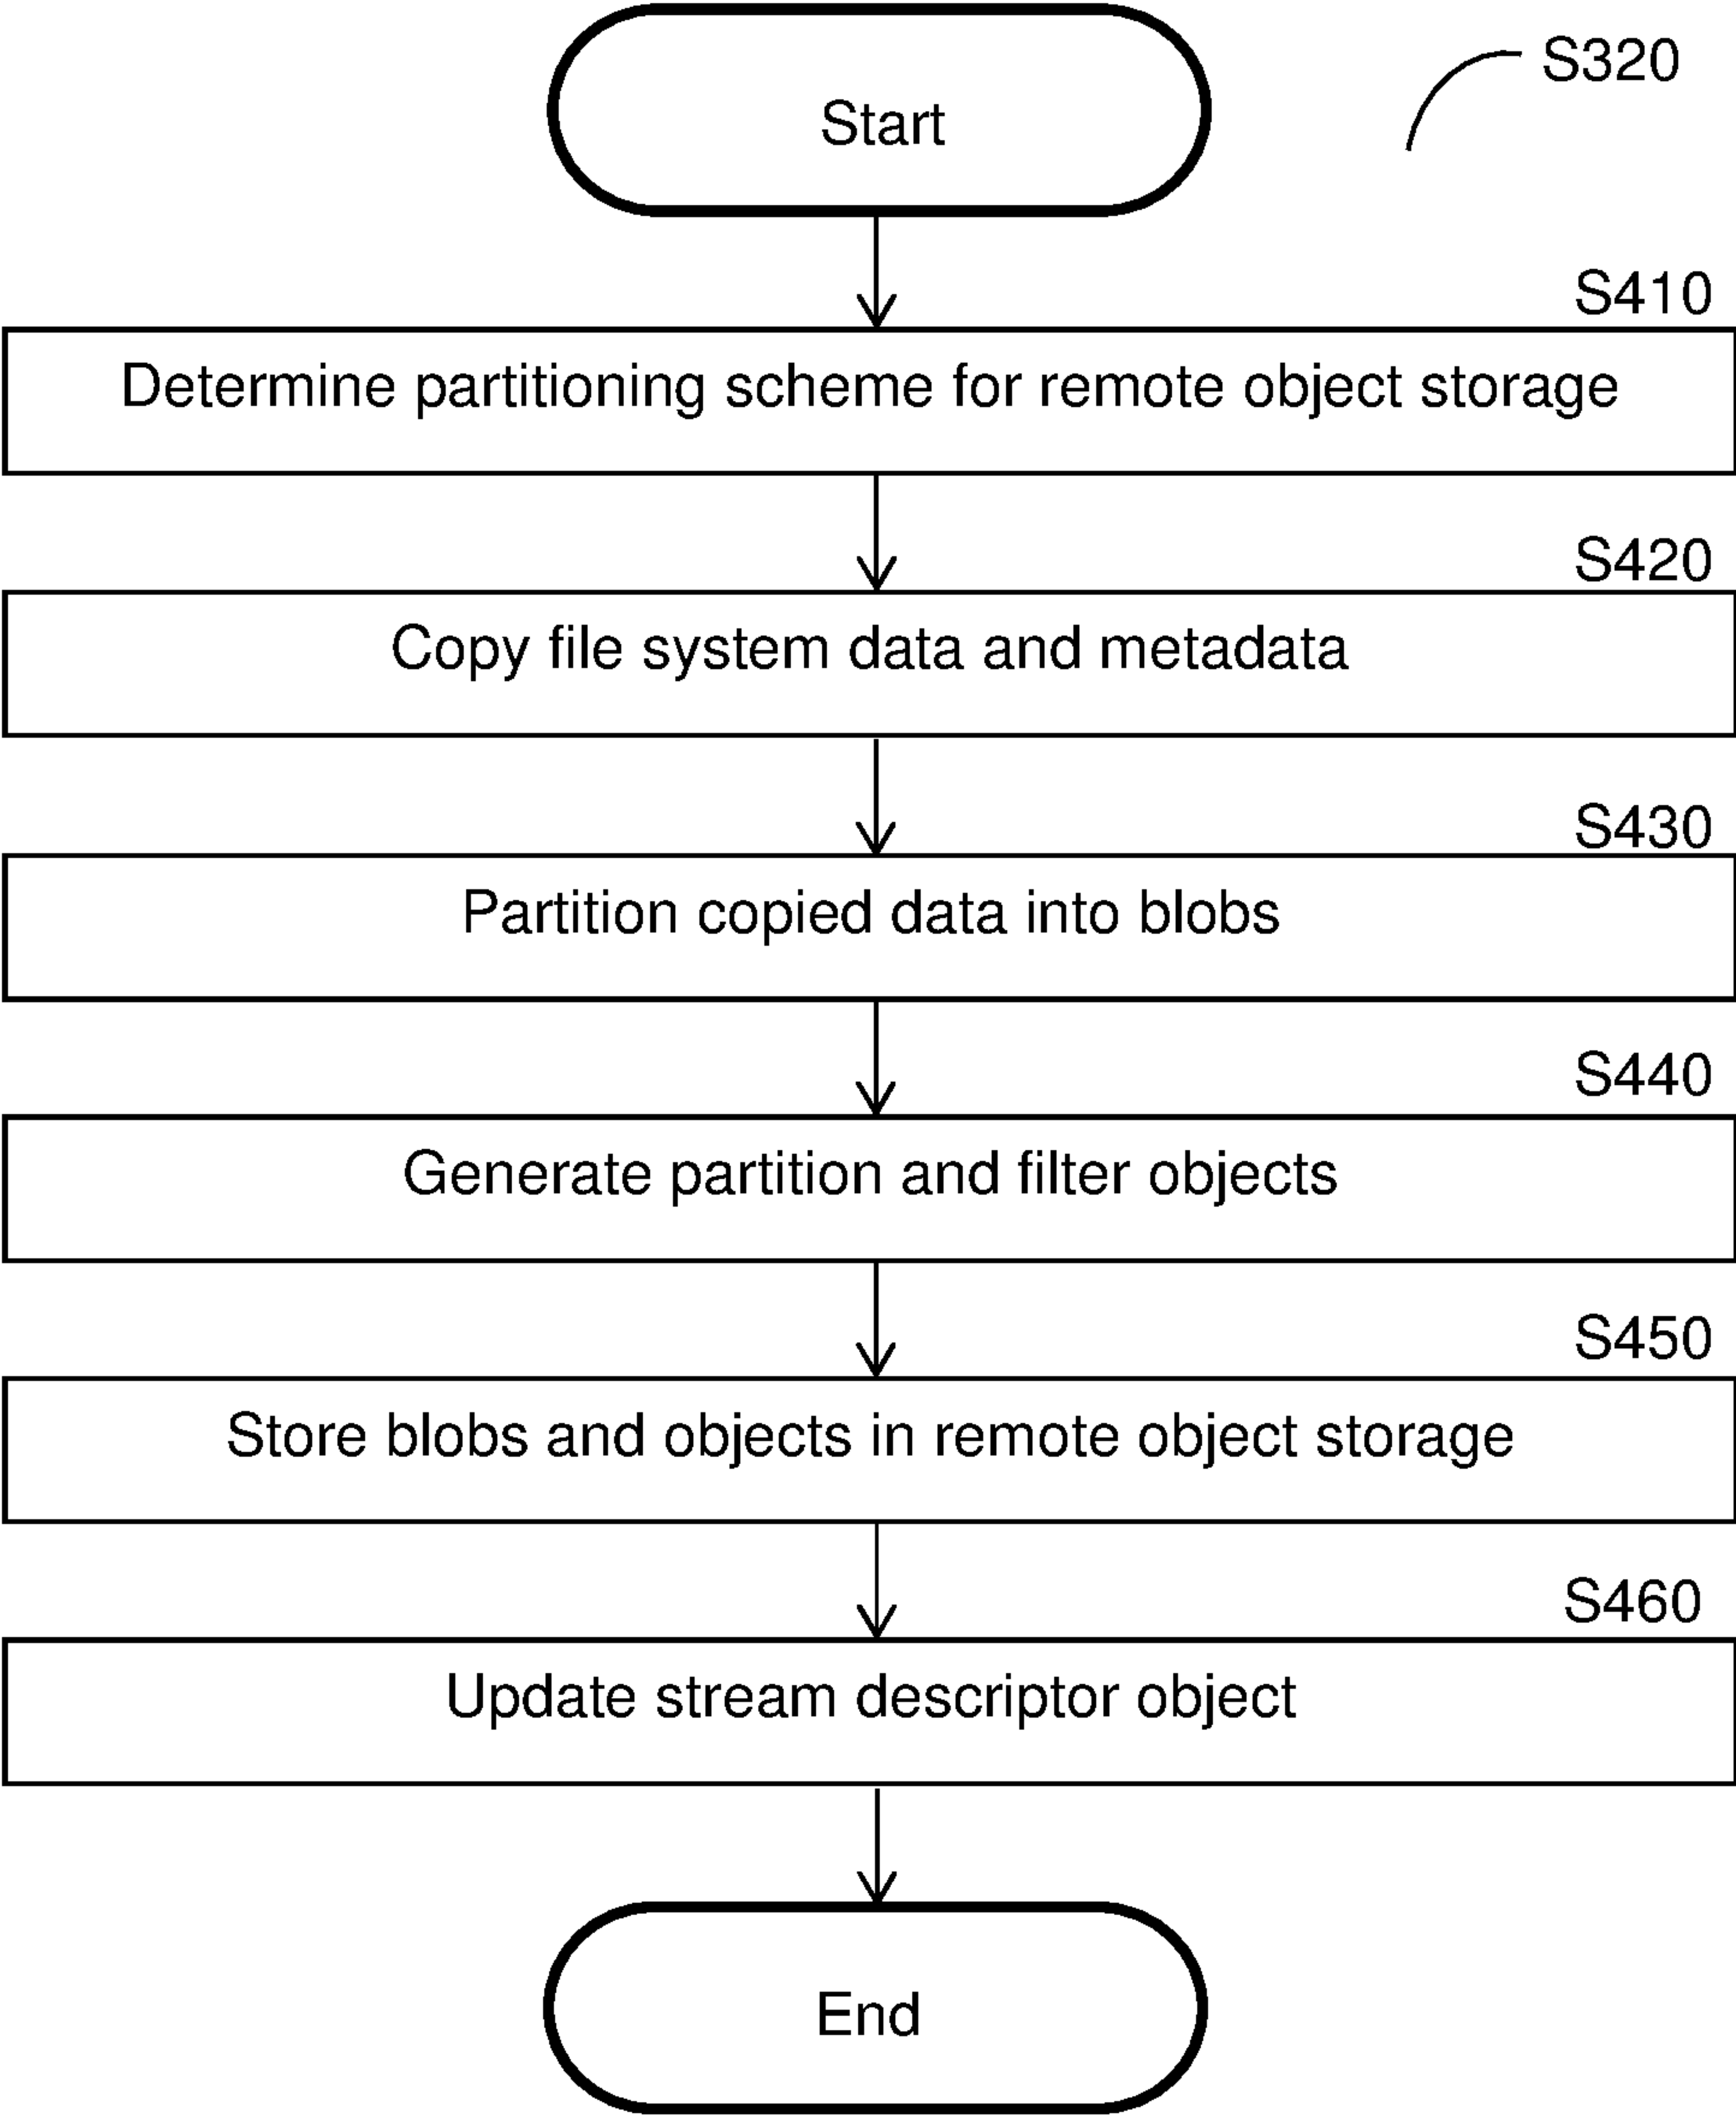 Start
S320
S410
Determine partitioning scheme for remote object storage
S420
Copy file system data and metadata
S430
Partition copied data into blobs
S440
Generate partition and filter objects
S450
Store blobs and objects in remote object storage
S460
Update stream descriptor object
End